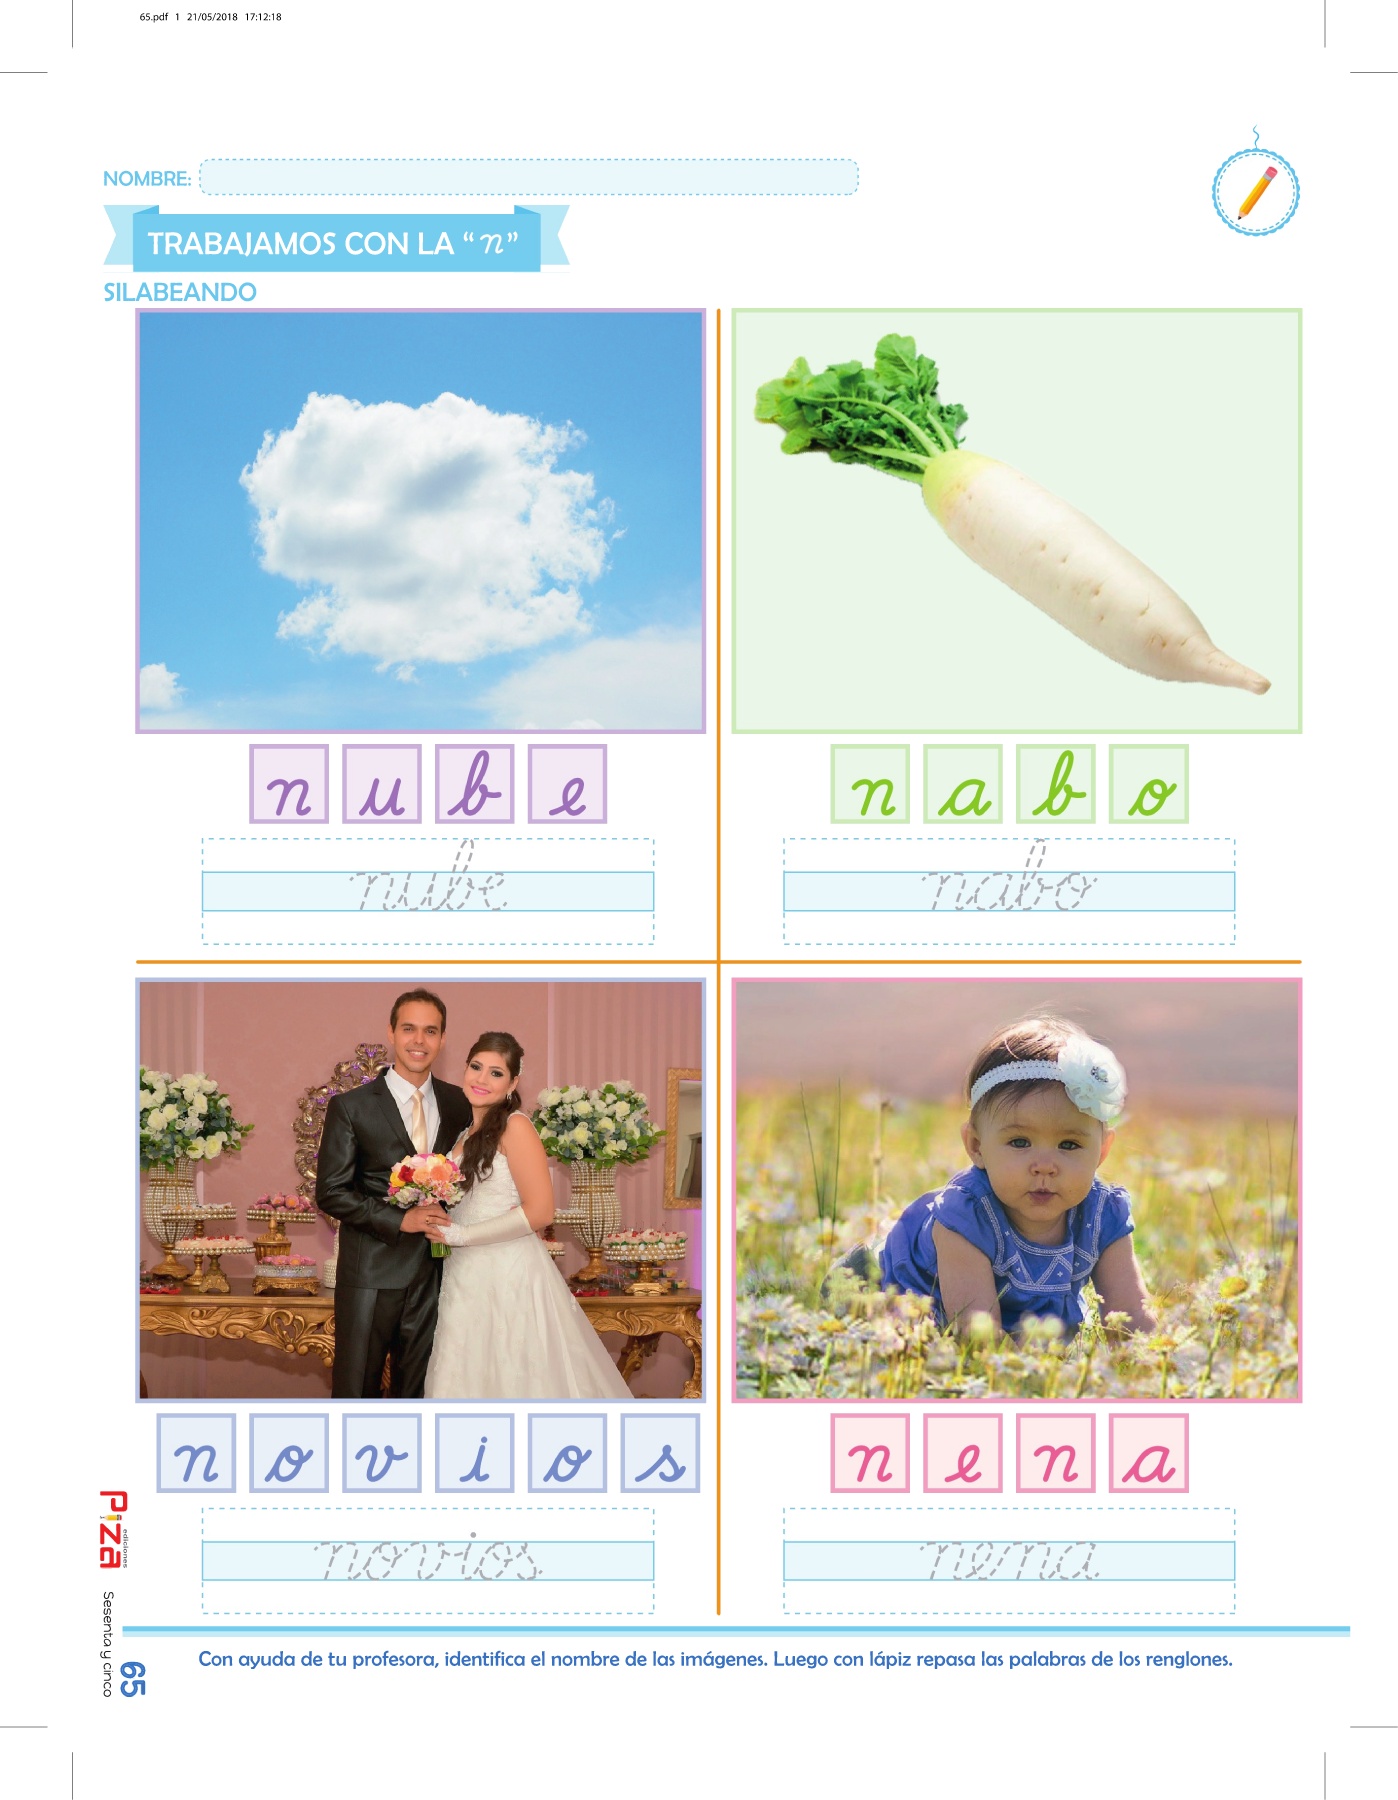 65.pdf 1 21/05/2018 17:12:18
NOMBRE:
TRABAJAMOS CON LA “n”
SILABEANDO
n u b e
nube
n a b o
nabo
n o v i o s
novios
n e n a
nena
Piza ediciones
Sesenta y cinco
65
Con ayuda de tu profesora, identifica el nombre de las imágenes. Luego con lápiz repasa las palabras de los renglones.